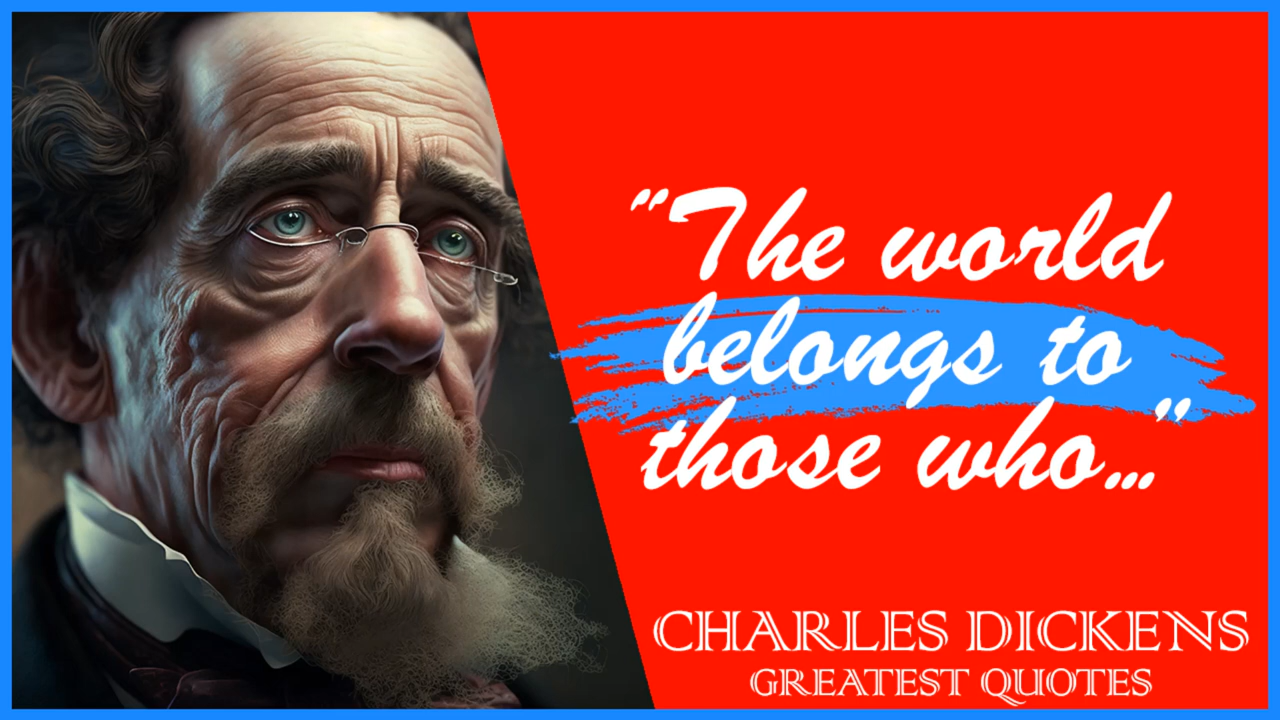 "The world
belongs to
those who..."
CHARLES DICKENS
GREATEST QUOTES